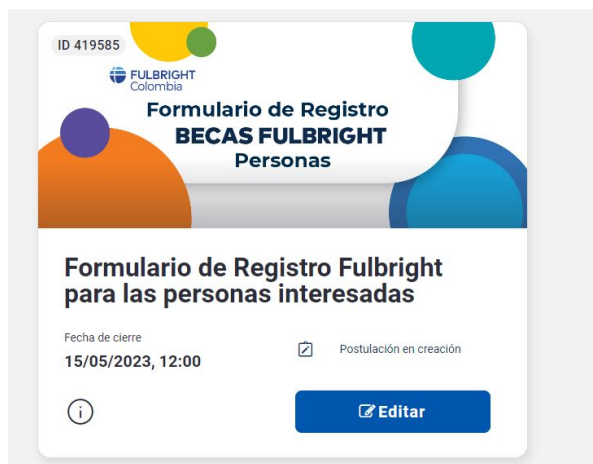 ID 419585
FULBRIGHT
Colombia
Formulario de Registro
BECAS FULBRIGHT
Personas
Formulario de Registro Fulbright
para las personas interesadas
Fecha de cierre
15/05/2023, 12:00
Postulación en creación
Editar